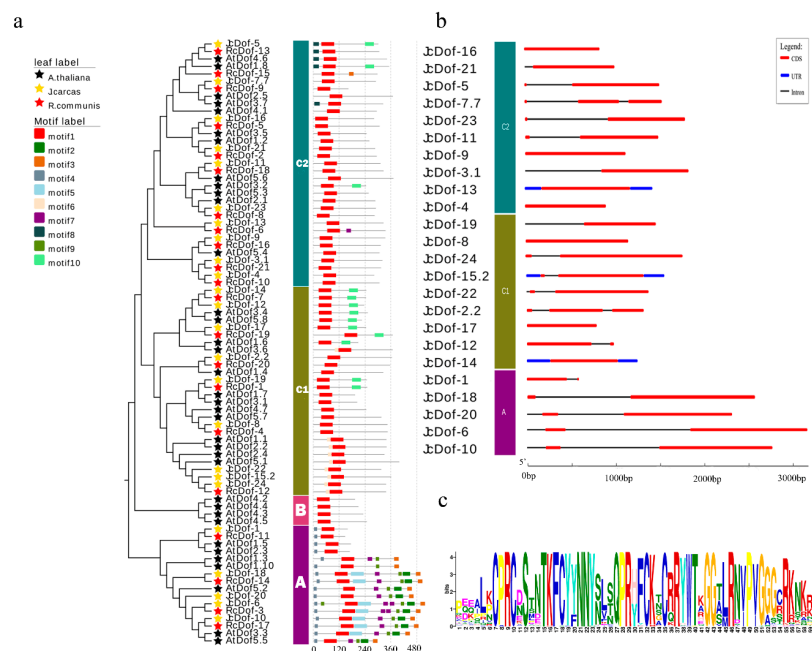 a
leaf label
A.thaliana
J.carcas
R.communis
Motif label
motif1
motif2
motif3
motif4
motif5
motif6
motif7
motif8
motif9
motif10
JcDof-5
RcDof-13
AtDof4.6
AtDof1.8
RcDof-15
JcDof-7.7
RcDof-9
AtDof2.5
AtDof3.7
AtDof4.1
JcDof-16
RcDof-5
AtDof3.5
AtDof1.2
JcDof-21
RcDof-2
JcDof-11
RcDof-18
AtDof5.6
AtDof3.2
AtDof5.3
AtDof2.1
JcDof-23
RcDof-8
JcDof-13
RcDof-6
JcDof-9
RcDof-16
AtDof5.4
JcDof-3.1
RcDof-21
JcDof-4
RcDof-10
JcDof-14
RcDof-7
JcDof-12
AtDof3.4
AtDof5.8
JcDof-17
RcDof-19
AtDof1.6
AtDof3.6
JcDof-2.2
RcDof-20
AtDof1.4
JcDof-19
RcDof-1
AtDof1.7
AtDof3.1
AtDof4.7
AtDof5.7
JcDof-8
RcDof-4
AtDof1.1
AtDof2.2
AtDof2.4
AtDof5.1
JcDof-22
JcDof-15.2
JcDof-24
RcDof-12
AtDof4.2
AtDof4.4
AtDof4.3
AtDof4.5
JcDof-1
RcDof-11
AtDof1.5
AtDof2.3
AtDof1.3
AtDof1.10
JcDof-18
RcDof-14
AtDof5.2
JcDof-20
JcDof-6
RcDof-3
JcDof-10
RcDof-17
AtDof3.3
AtDof5.5
C2
C1
B
A
0 120 240 360 480
b
JcDof-16
JcDof-21
JcDof-5
JcDof-7.7
JcDof-23
JcDof-11
JcDof-9
JcDof-3.1
JcDof-13
JcDof-4
JcDof-19
JcDof-8
JcDof-24
JcDof-15.2
JcDof-22
JcDof-2.2
JcDof-17
JcDof-12
JcDof-14
JcDof-1
JcDof-18
JcDof-20
JcDof-6
JcDof-10
C2
C1
A
Legend:
CDS
UTR
Intron
5`
0bp 1000bp 2000bp 3000bp
c
bits
4
3
2
1
0